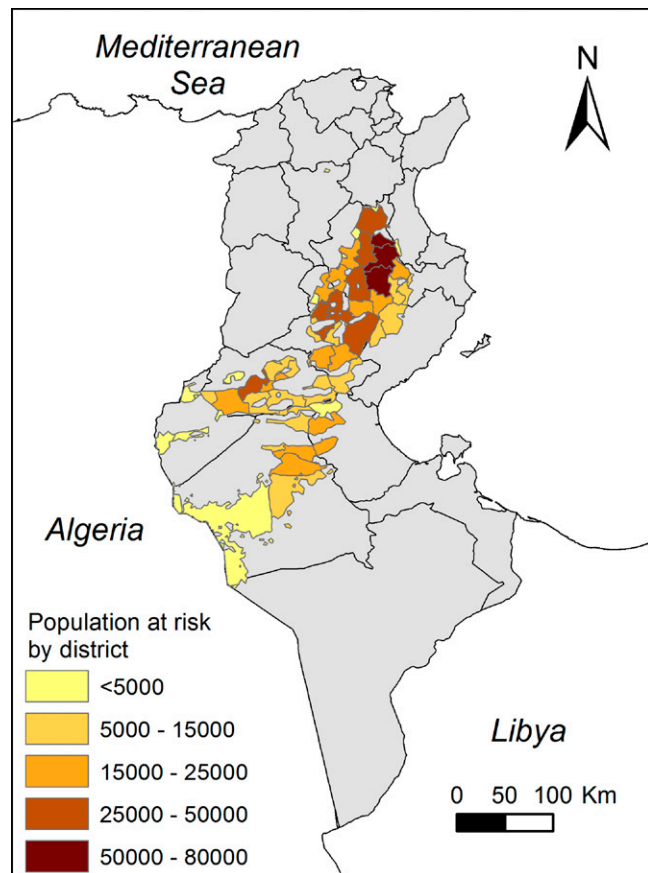 Mediterranean
Sea
N
Algeria
Population at risk
by district
<5000
5000 - 15000
15000 - 25000
25000 - 50000
50000 - 80000
Libya
0 50 100 Km